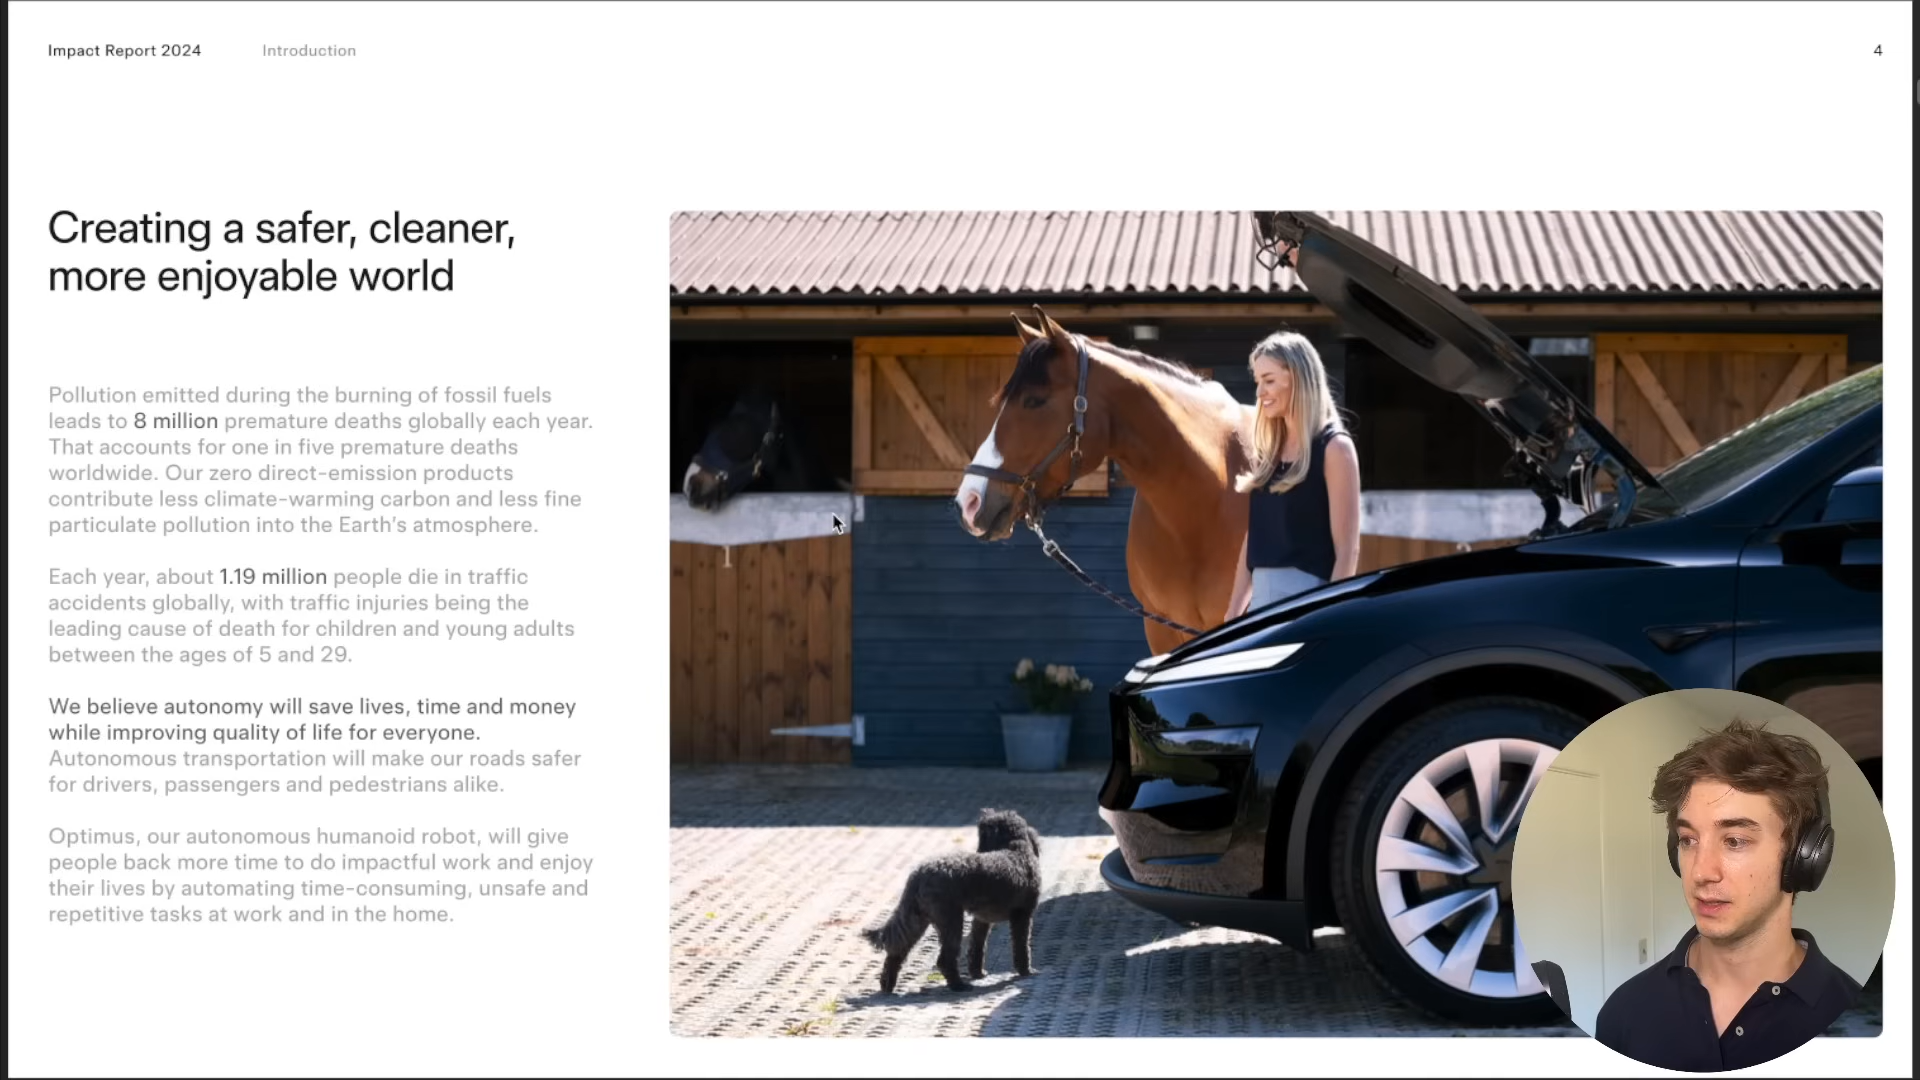 Impact Report 2024
Introduction
4
Creating a safer, cleaner,
more enjoyable world
Pollution emitted during the burning of fossil fuels
leads to 8 million premature deaths globally each year.
That accounts for one in five premature deaths
worldwide. Our zero direct-emission products
contribute less climate-warming carbon and less fine
particulate pollution into the Earth’s atmosphere.
Each year, about 1.19 million people die in traffic
accidents globally, with traffic injuries being the
leading cause of death for children and young adults
between the ages of 5 and 29.
We believe autonomy will save lives, time and money
while improving quality of life for everyone.
Autonomous transportation will make our roads safer
for drivers, passengers and pedestrians alike.
Optimus, our autonomous humanoid robot, will give
people back more time to do impactful work and enjoy
their lives by automating time-consuming, unsafe and
repetitive tasks at work and in the home.